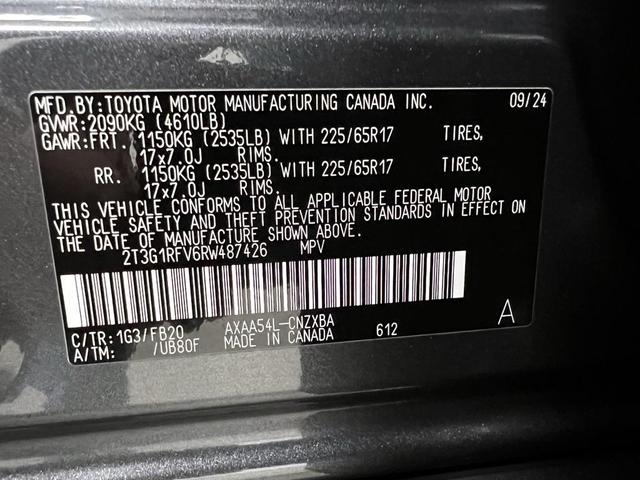 MFD.BY:TOYOTA MOTOR MANUFACTURING CANADA INC. 09/24
GVWR:2090KG (4610LB)
GAWR:FRT. 1150KG (2535LB) WITH 225/65R17 TIRES,
17x7.0J RIMS.
RR. 1150KG (2535LB) WITH 225/65R17 TIRES,
17x7.0J RIMS.
THIS VEHICLE CONFORMS TO ALL APPLICABLE FEDERAL MOTOR
VEHICLE SAFETY AND THEFT PREVENTION STANDARDS IN EFFECT ON
THE DATE OF MANUFACTURE SHOWN ABOVE.
2T3G1RFV6RW487426 MPV
C/TR:1G3/FB20 AXAA54L-CNZXBA 612 A
A/TM: /UB80F MADE IN CANADA